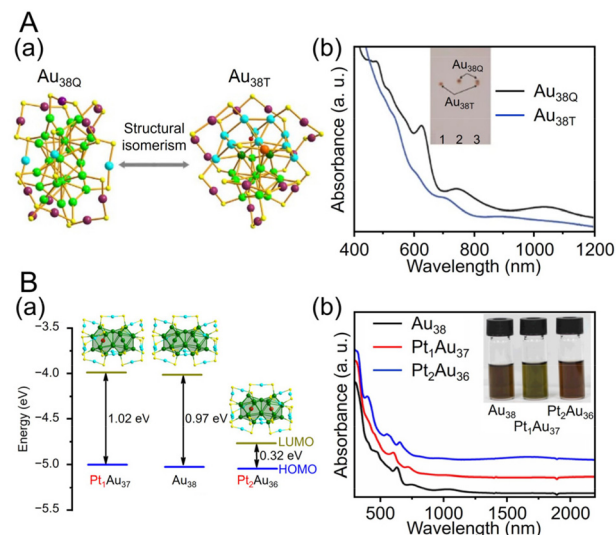 A
(a)
Au38Q
Au38T
Structural
isomerism
(b)
Absorbance (a. u.)
Au38Q
Au38T
1 2 3
Au38Q
Au38T
400 600 800 1000 1200
Wavelength (nm)
B
(a)
Energy (eV)
−3.5
−4.0
−4.5
−5.0
1.02 eV
0.97 eV
0.32 eV
LUMO
HOMO
Pt1Au37
Au38
Pt2Au36
(b)
Absorbance (a. u.)
Au38
Pt1Au37
Pt2Au36
Au38
Pt2Au36
Pt1Au37
500 1000 1500 2000
Wavelength (nm)